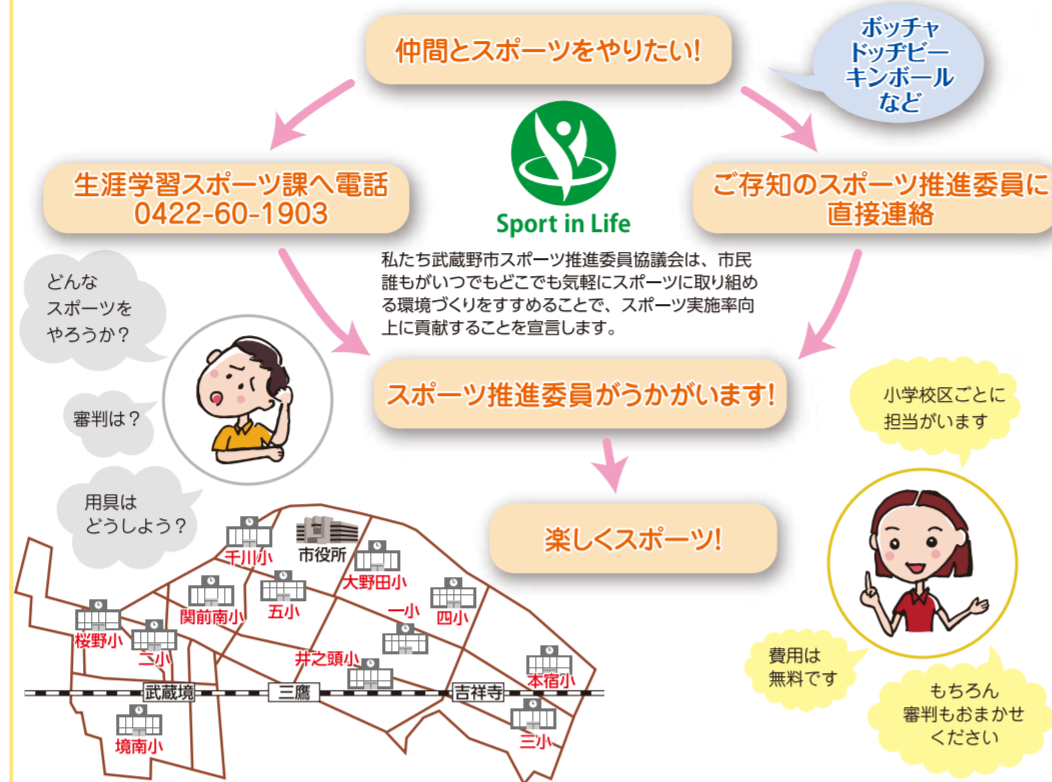 仲間とスポーツをやりたい!
ボッチャ
ドッヂビー
キンボール
など
生涯学習スポーツ課へ電話
0422-60-1903
Sport in Life
ご存知のスポーツ推進委員に
直接連絡
私たち武蔵野市スポーツ推進委員協議会は、市民
誰もがいつでもどこでも気軽にスポーツに取り組め
る環境づくりをすすめることで、スポーツ実施率向
上に貢献することを宣言します。
どんな
スポーツを
やろうか?
審判は?
用具は
どうしよう?
スポーツ推進委員がうかがいます!
小学校区ごとに
担当がいます
楽しくスポーツ!
費用は
無料です
もちろん
審判もおまかせ
ください
千川小
市役所
大野田小
関前南小
五小
一小
四小
桜野小
二小
井之頭小
本宿小
武蔵境
三鷹
吉祥寺
境南小
三小